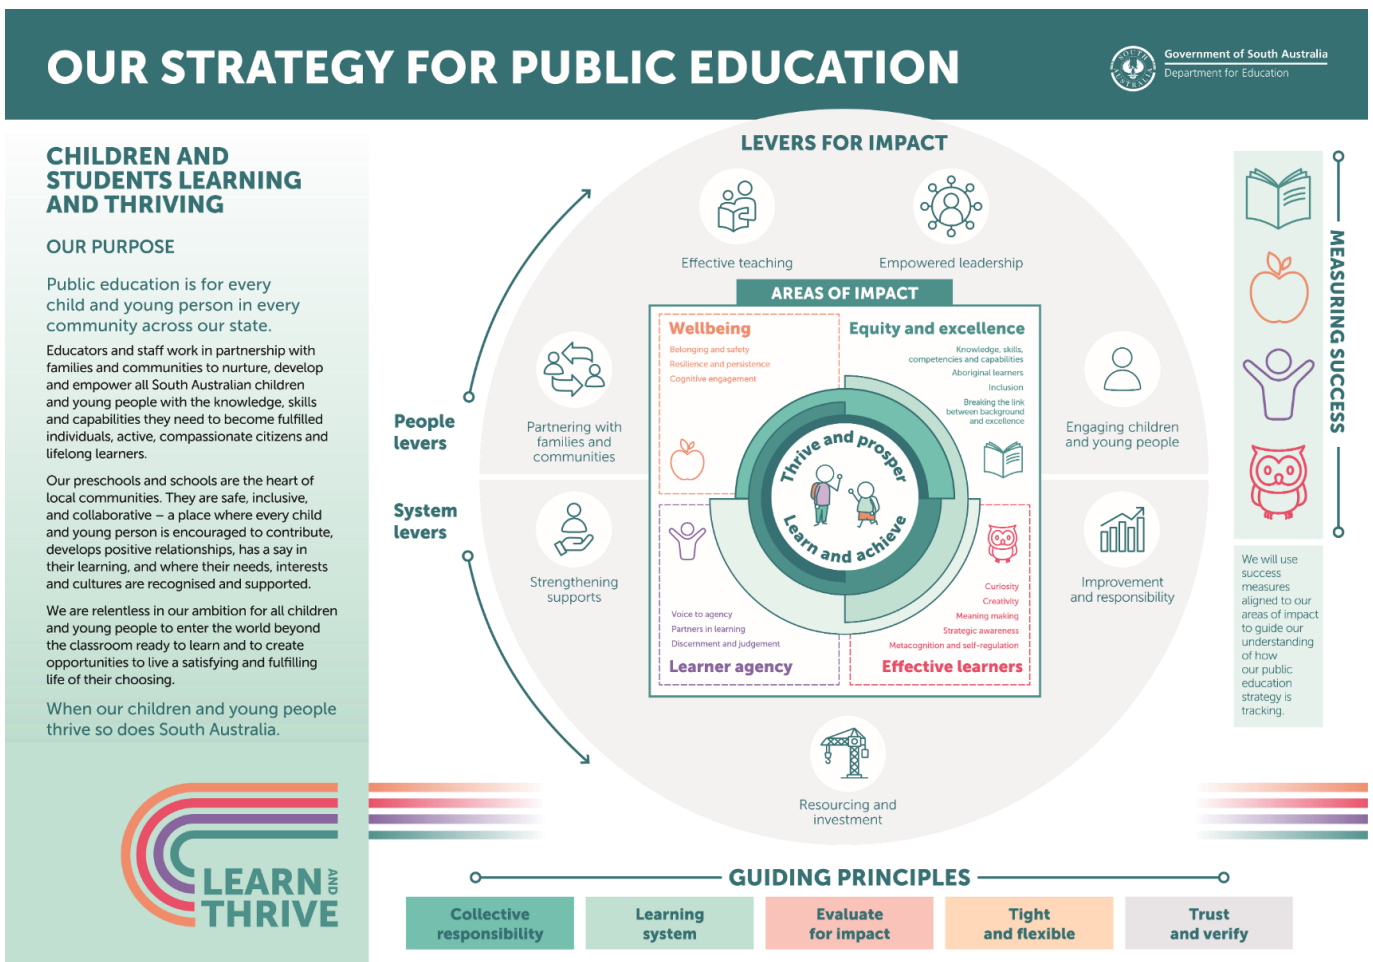 OUR STRATEGY FOR PUBLIC EDUCATION
SOUTH AUSTRALIA
Government of South Australia
Department for Education
CHILDREN AND
STUDENTS LEARNING
AND THRIVING
OUR PURPOSE
Public education is for every
child and young person in every
community across our state.
Educators and staff work in partnership with
families and communities to nurture, develop
and empower all South Australian children
and young people with the knowledge, skills
and capabilities they need to become fulfilled
individuals, active, compassionate citizens and
lifelong learners.
Our preschools and schools are the heart of
local communities. They are safe, inclusive,
and collaborative – a place where every child
and young person is encouraged to contribute,
develops positive relationships, has a say in
their learning, and where their needs, interests
and cultures are recognised and supported.
We are relentless in our ambition for all children
and young people to enter the world beyond
the classroom ready to learn and to create
opportunities to live a satisfying and fulfilling
life of their choosing.
When our children and young people
thrive so does South Australia.
LEARN AND
THRIVE
LEVERS FOR IMPACT
People
levers
System
levers
Effective teaching
Empowered leadership
Partnering with
families and
communities
Engaging children
and young people
Strengthening
supports
Improvement
and responsibility
Resourcing and
investment
AREAS OF IMPACT
Wellbeing
Belonging and safety
Resilience and persistence
Cognitive engagement
Equity and excellence
Knowledge, skills,
competencies and capabilities
Aboriginal learners
Inclusion
Breaking the link
between background
and excellence
Thrive and prosper
Learn and achieve
Voice to agency
Partners in learning
Discernment and judgement
Learner agency
Curiosity
Creativity
Meaning making
Strategic awareness
Metacognition and self-regulation
Effective learners
MEASURING SUCCESS
We will use
success
measures
aligned to our
areas of impact
to guide our
understanding
of how
our public
education
strategy is
tracking.
GUIDING PRINCIPLES
Collective
responsibility
Learning
system
Evaluate
for impact
Tight
and flexible
Trust
and verify